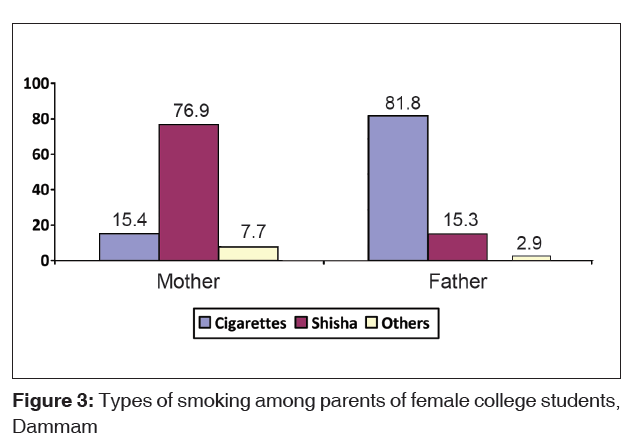 100
80
60
40
20
0
15.4
76.9
7.7
81.8
15.3
2.9
Mother
Father
Cigarettes Shisha Others
Figure 3: Types of smoking among parents of female college students,
Dammam